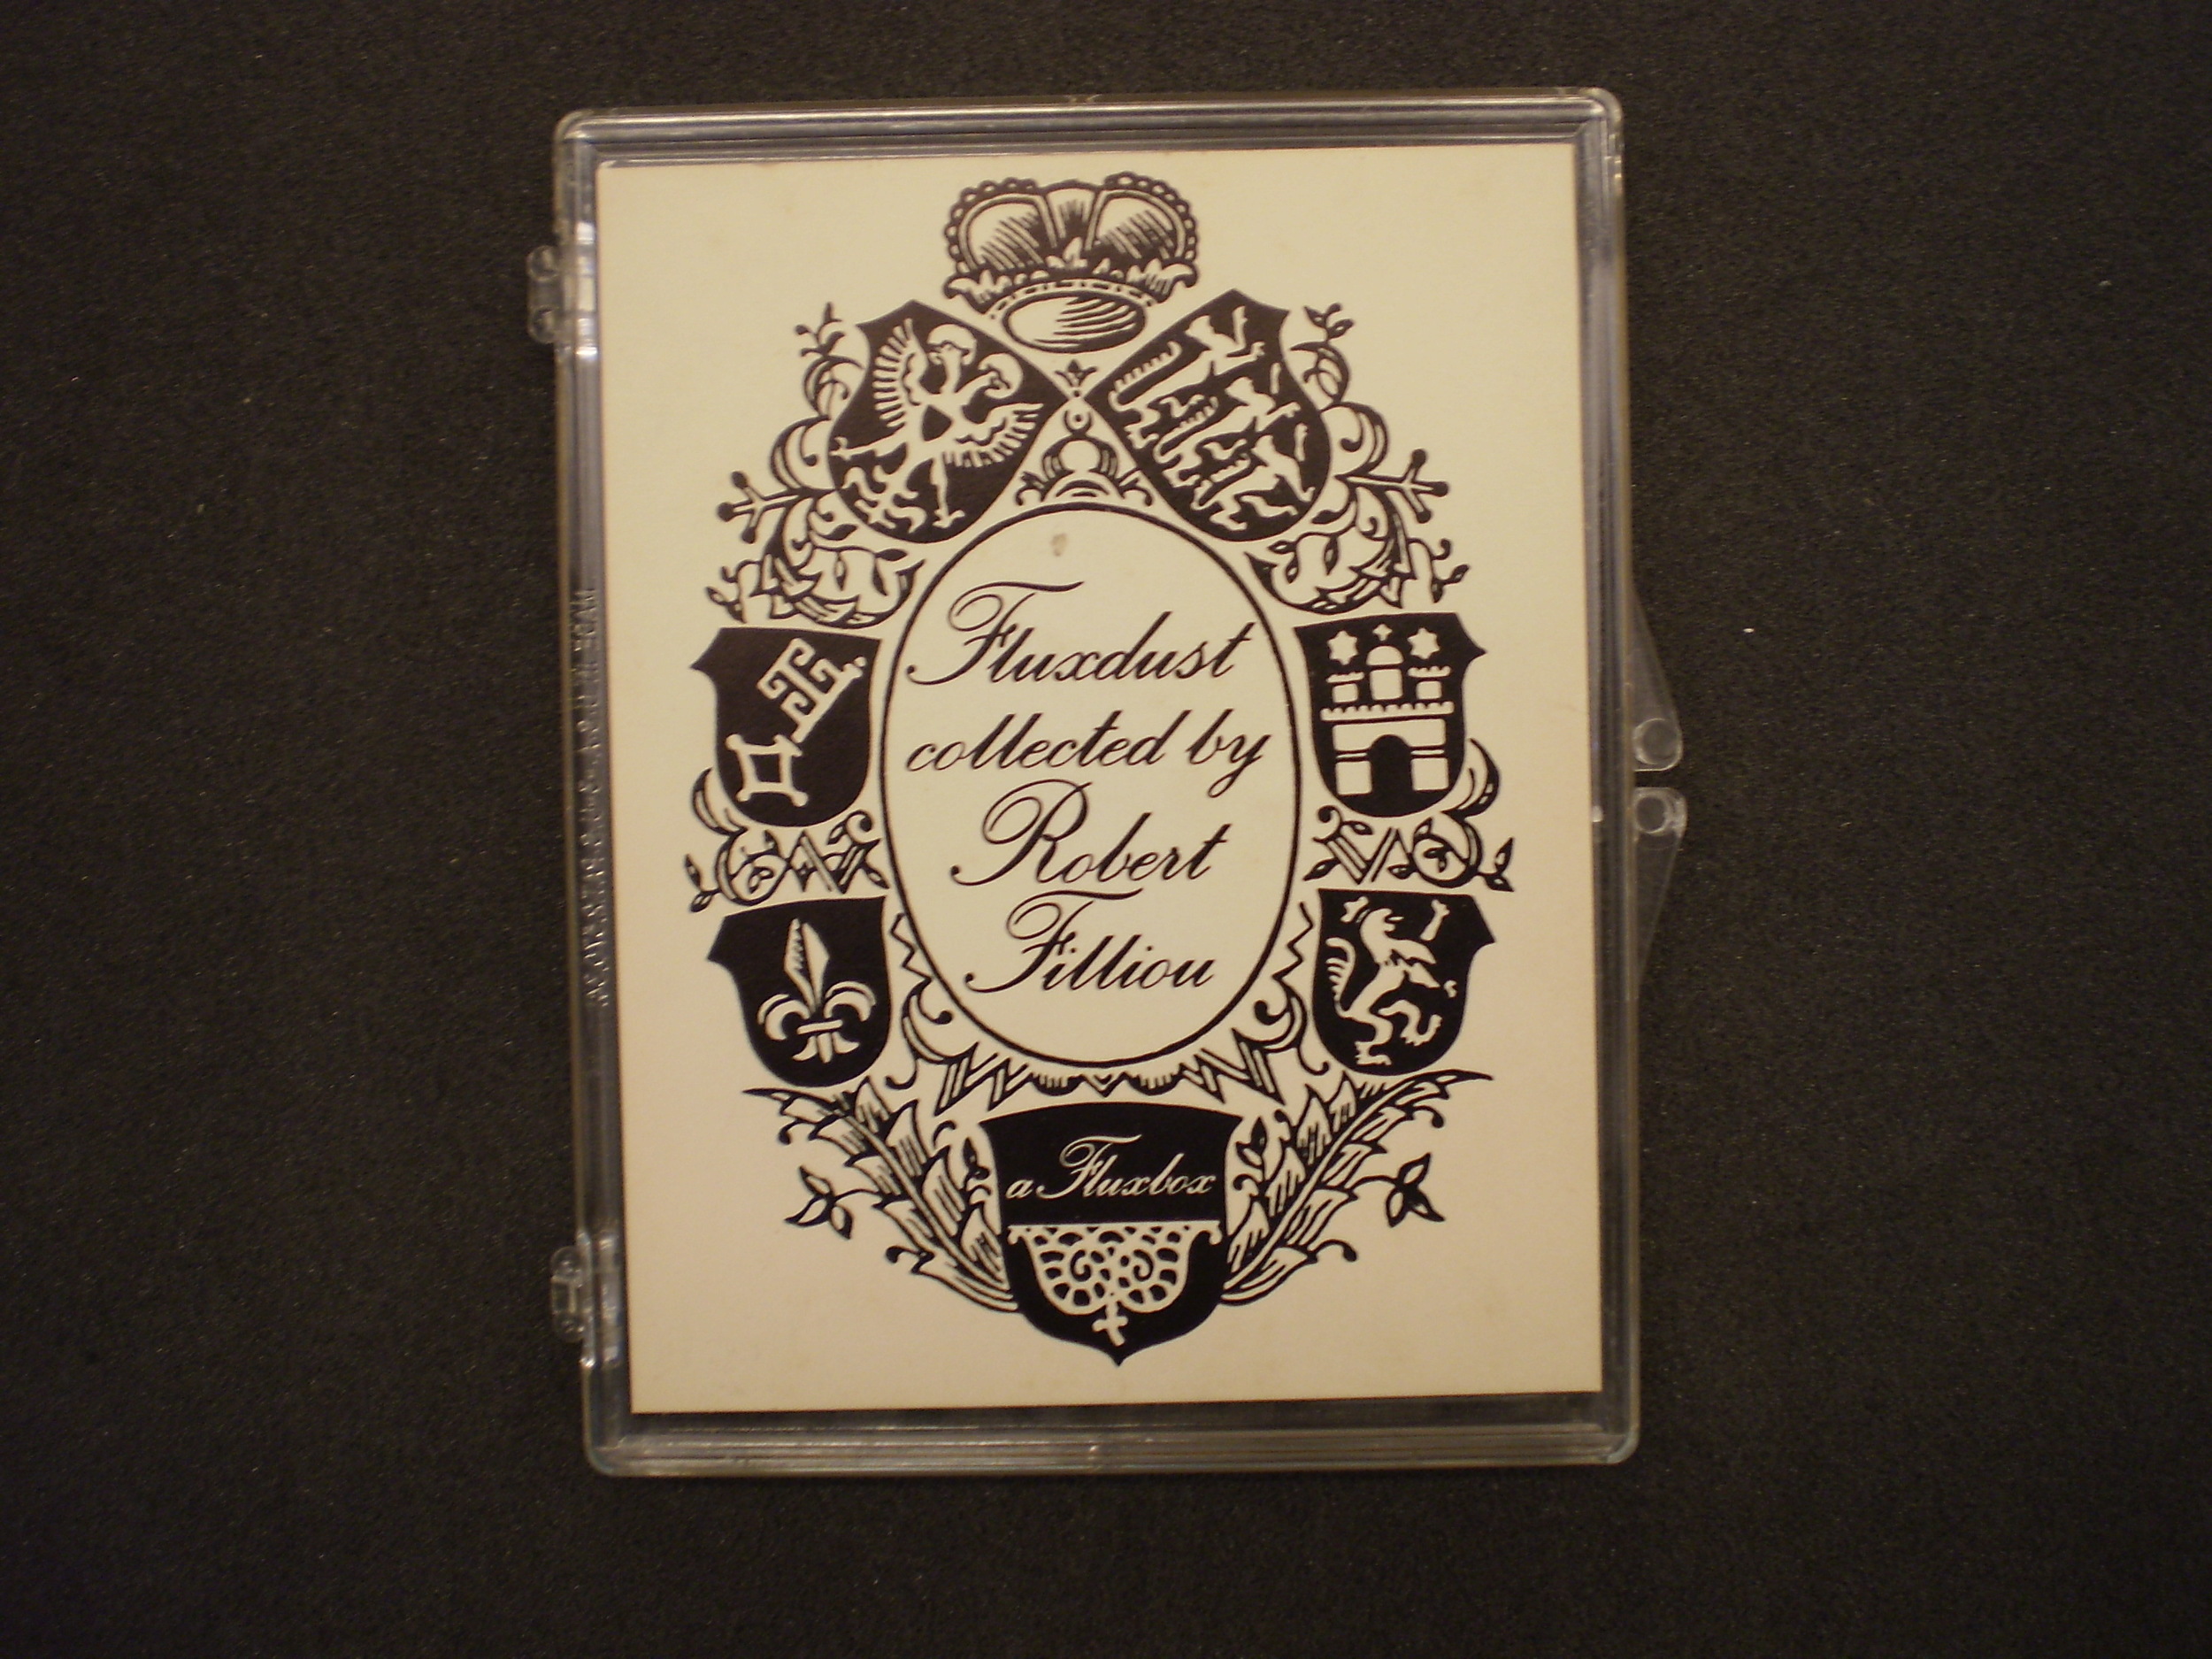 Fluxdust
collected by
Robert
Filliou
a Fluxbox